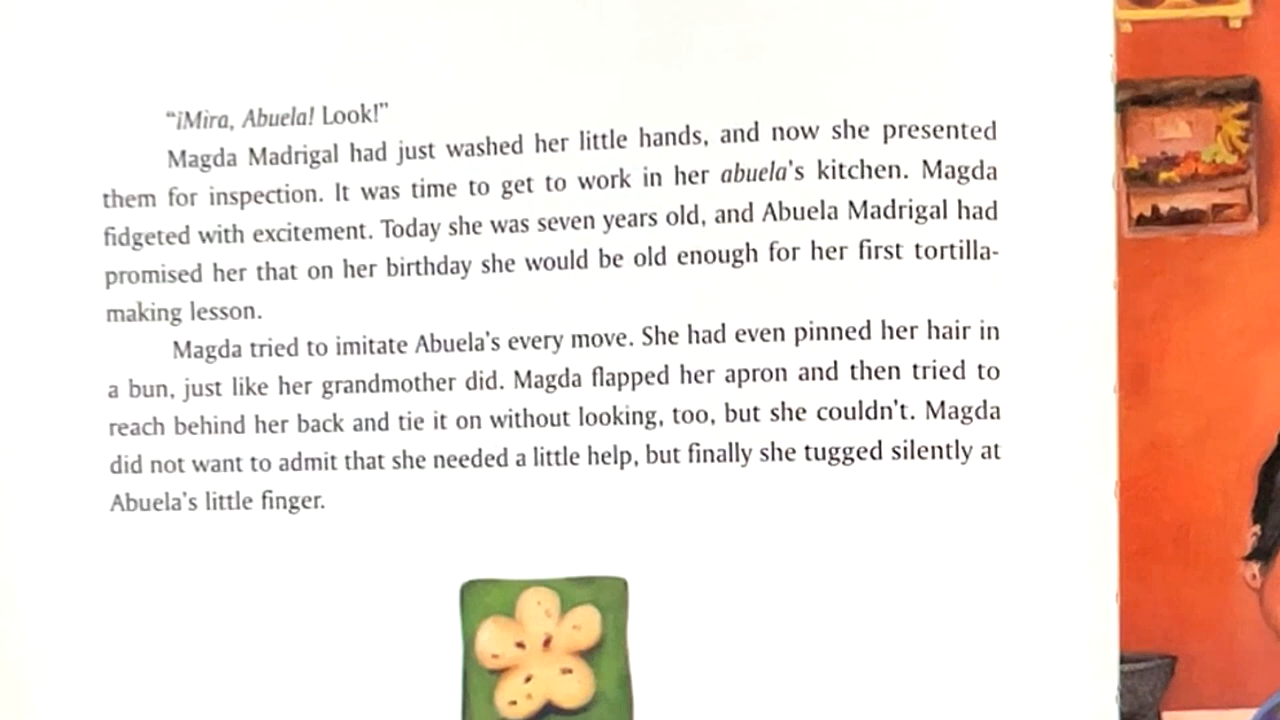 “¡Mira, Abuela! Look!”
Magda Madrigal had just washed her little hands, and now she presented
them for inspection. It was time to get to work in her abuela's kitchen. Magda
fidgeted with excitement. Today she was seven years old, and Abuela Madrigal had
promised her that on her birthday she would be old enough for her first tortilla-
making lesson.
Magda tried to imitate Abuela's every move. She had even pinned her hair in
a bun, just like her grandmother did. Magda flapped her apron and then tried to
reach behind her back and tie it on without looking, too, but she couldn't. Magda
did not want to admit that she needed a little help, but finally she tugged silently at
Abuela's little finger.